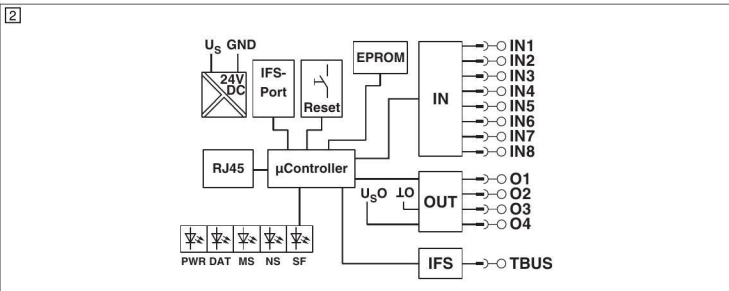 2
US GND
24V
DC
IFS-
Port
Reset
EPROM
IN
IN1
IN2
IN3
IN4
IN5
IN6
IN7
IN8
RJ45
µController
USO
⊥O
OUT
O1
O2
O3
O4
PWR DAT MS NS SF
IFS
TBUS